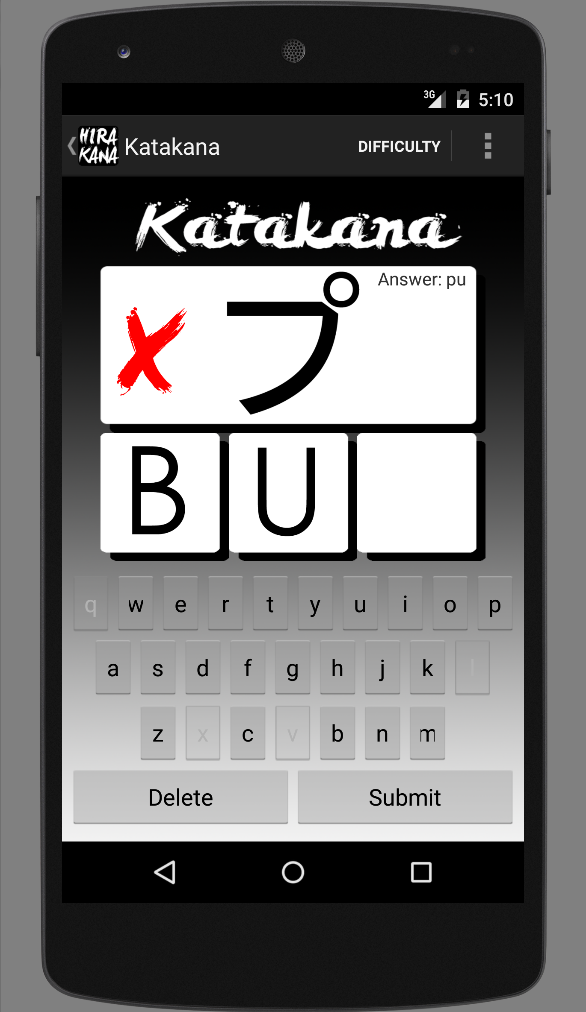 3G 5:10
HIRA
KANA
Katakana DIFFICULTY
Katakana
Answer: pu
プ
B U
q w e r t y u i o p
a s d f g h j k l
z x c v b n m
Delete Submit